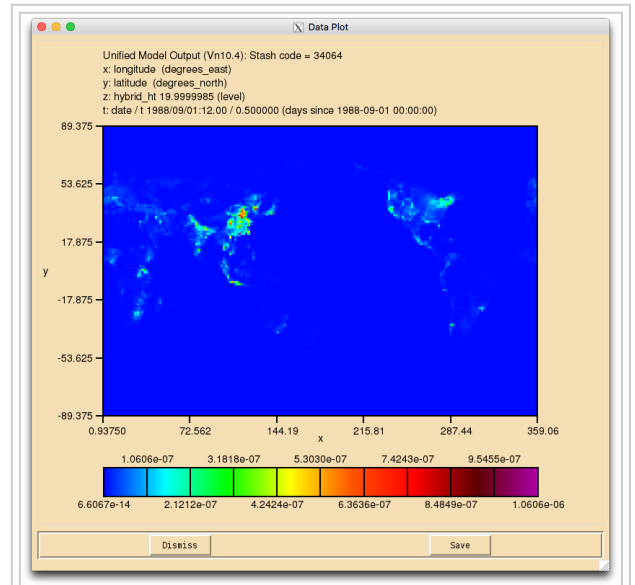 Data Plot
Unified Model Output (Vn10.4): Stash code = 34064
x: longitude (degrees_east)
y: latitude (degrees_north)
z: hybrid_ht 19.9999985 (level)
t: date / t 1988/09/01:12.00 / 0.500000 (days since 1988-09-01 00:00:00)
89.375
53.625
17.875
y
-17.875
-53.625
-89.375
0.93750 72.562 144.19 215.81 287.44 359.06
x
1.0606e-07 3.1818e-07 5.3030e-07 7.4243e-07 9.5455e-07
6.6067e-14 2.1212e-07 4.2424e-07 6.3636e-07 8.4849e-07 1.0606e-06
Dismiss Save